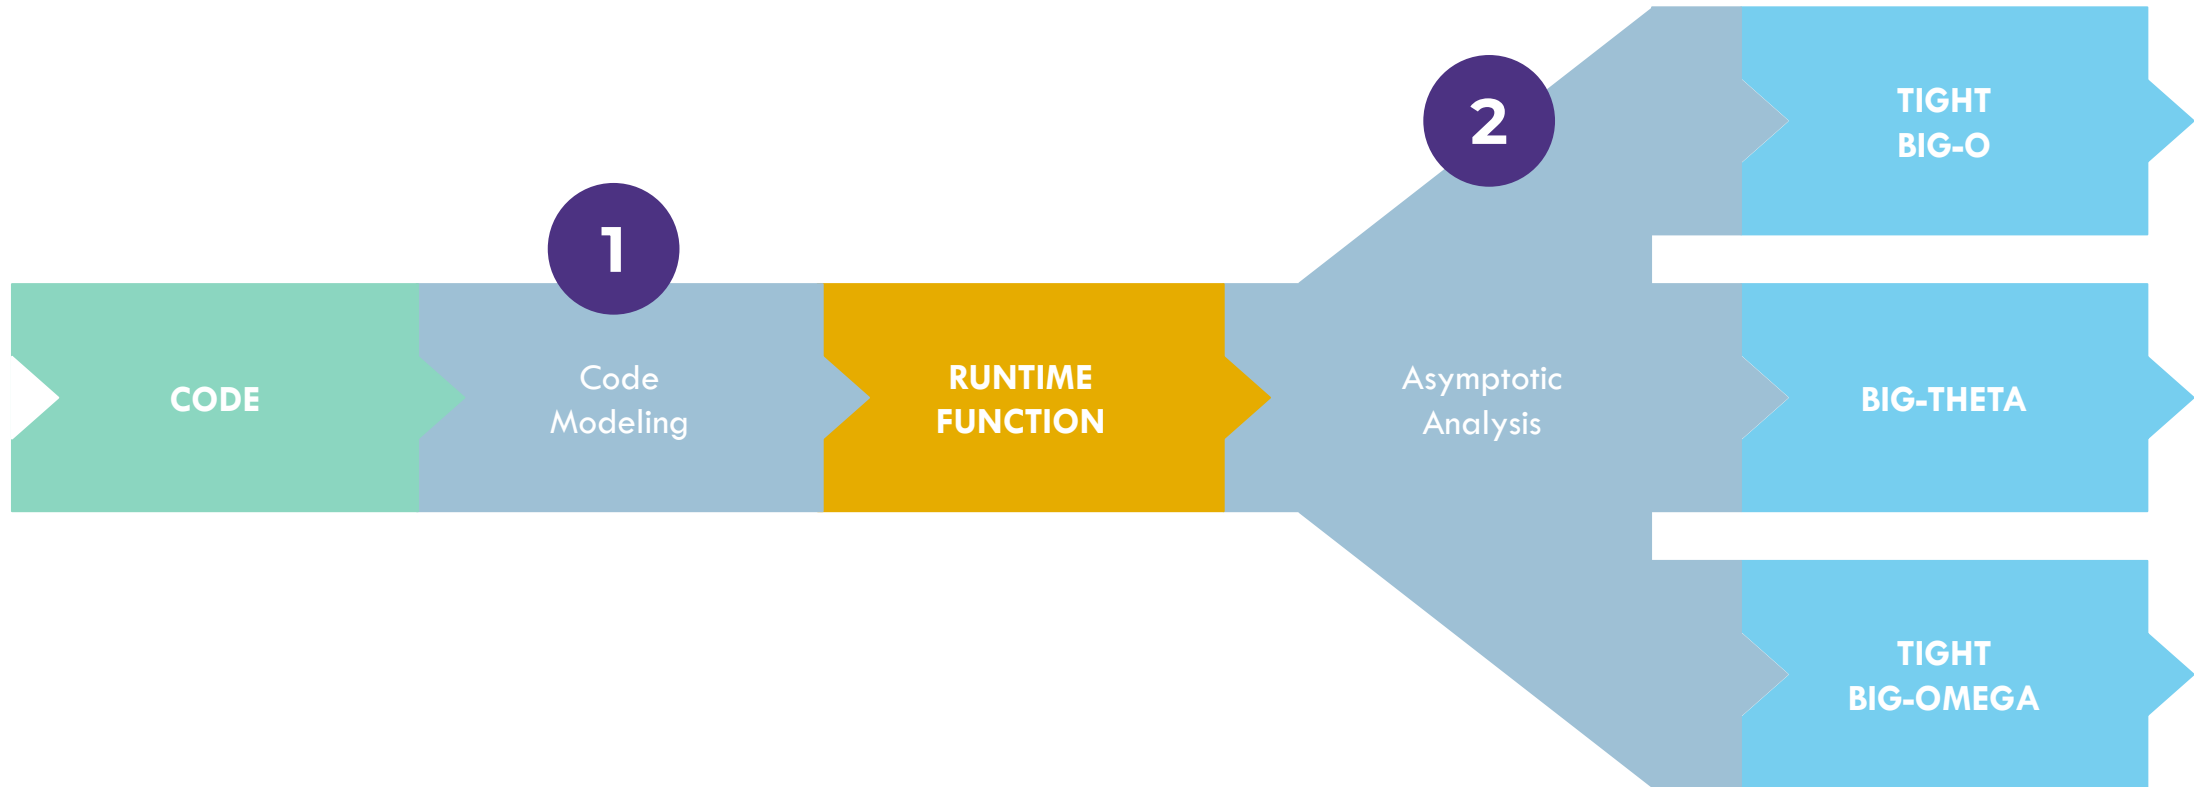 CODE
1
Code
Modeling
RUNTIME
FUNCTION
2
Asymptotic
Analysis
TIGHT
BIG-O
BIG-THETA
TIGHT
BIG-OMEGA